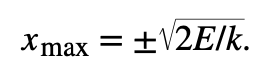 x_max = ±√2E/k.